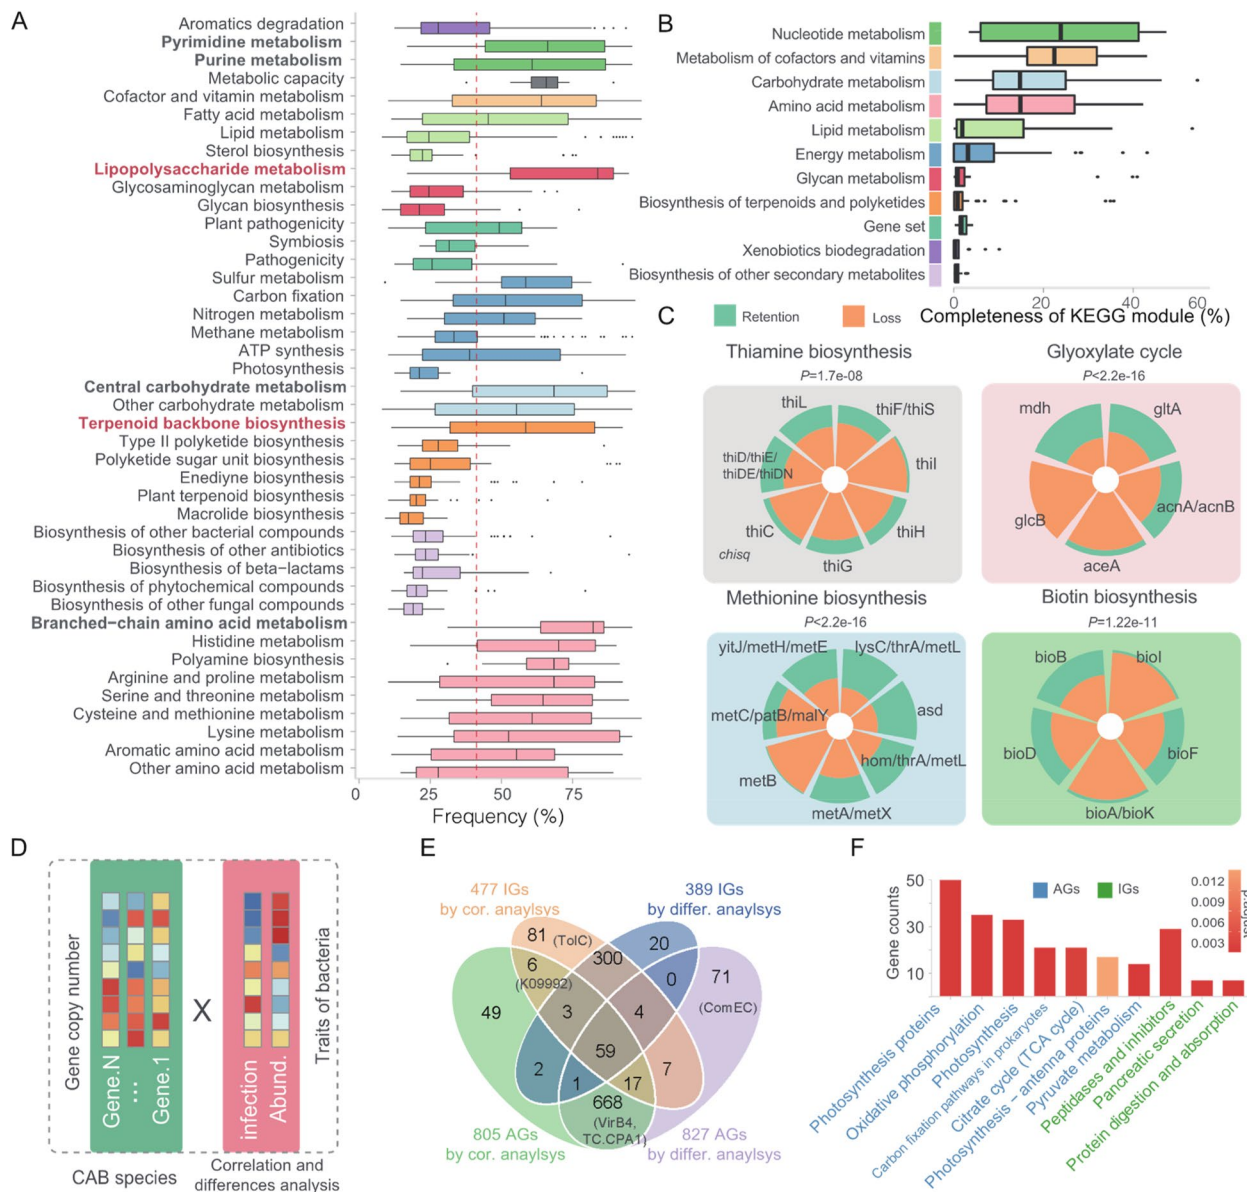 A
Aromatics degradation
Pyrimidine metabolism
Purine metabolism
Metabolic capacity
Cofactor and vitamin metabolism
Fatty acid metabolism
Lipid metabolism
Sterol biosynthesis
Lipopolysaccharide metabolism
Glycosaminoglycan metabolism
Glycan biosynthesis
Plant pathogenicity
Symbiosis
Pathogenicity
Sulfur metabolism
Carbon fixation
Nitrogen metabolism
Methane metabolism
ATP synthesis
Photosynthesis
Central carbohydrate metabolism
Other carbohydrate metabolism
Terpenoid backbone biosynthesis
Type II polyketide biosynthesis
Polyketide sugar unit biosynthesis
Enediyne biosynthesis
Plant terpenoid biosynthesis
Macrolide biosynthesis
Biosynthesis of other bacterial compounds
Biosynthesis of other antibiotics
Biosynthesis of beta−lactams
Biosynthesis of phytochemical compounds
Biosynthesis of other fungal compounds
Branched−chain amino acid metabolism
Histidine metabolism
Polyamine biosynthesis
Arginine and proline metabolism
Serine and threonine metabolism
Cysteine and methionine metabolism
Lysine metabolism
Aromatic amino acid metabolism
Other amino acid metabolism
0 25 50 75
Frequency (%)
B
Nucleotide metabolism
Metabolism of cofactors and vitamins
Carbohydrate metabolism
Amino acid metabolism
Lipid metabolism
Energy metabolism
Glycan metabolism
Biosynthesis of terpenoids and polyketides
Gene set
Xenobiotics biodegradation
Biosynthesis of other secondary metabolites
0 20 40 60
Completeness of KEGG module (%)
C
Retention
Loss
Thiamine biosynthesis
P=1.7e-08
thiL
thiF/thiS
thiD/thiE/
thiDE/thiDN
thiI
thiC
thiH
chisq
thiG
Glyoxylate cycle
P<2.2e-16
mdh
gltA
glcB
acnA/acnB
aceA
Methionine biosynthesis
P<2.2e-16
yitJ/metH/metE
lysC/thrA/metL
metC/patB/malY
asd
metB
hom/thrA/metL
metA/metX
Biotin biosynthesis
P=1.22e-11
bioB
bioI
bioD
bioF
bioA/bioK
D
Gene copy number
Gene.N
...
Gene.1
X
infection
Abund.
Traits of bacteria
CAB species
Correlation and
differences analysis
E
477 IGs
by cor. anaylsys
389 IGs
by differ. anaylsys
81 (TolC)
20
6
(K09992)
300
0
71
(ComEC)
49
3
4
59
2
1
17
7
668
(VirB4,
TC.CPA1)
805 AGs
by cor. anaylsys
827 AGs
by differ. anaylsys
F
Gene counts
50
30
10
AGs
IGs
0.012
0.009
0.006
0.003
p.adjust
Photosynthesis proteins
Oxidative phosphorylation
Photosynthesis
Carbon fixation pathways in prokaryotes
Citrate cycle (TCA cycle)
Photosynthesis − antenna proteins
Pyruvate metabolism
Peptidases and inhibitors
Pancreatic secretion
Protein digestion and absorption